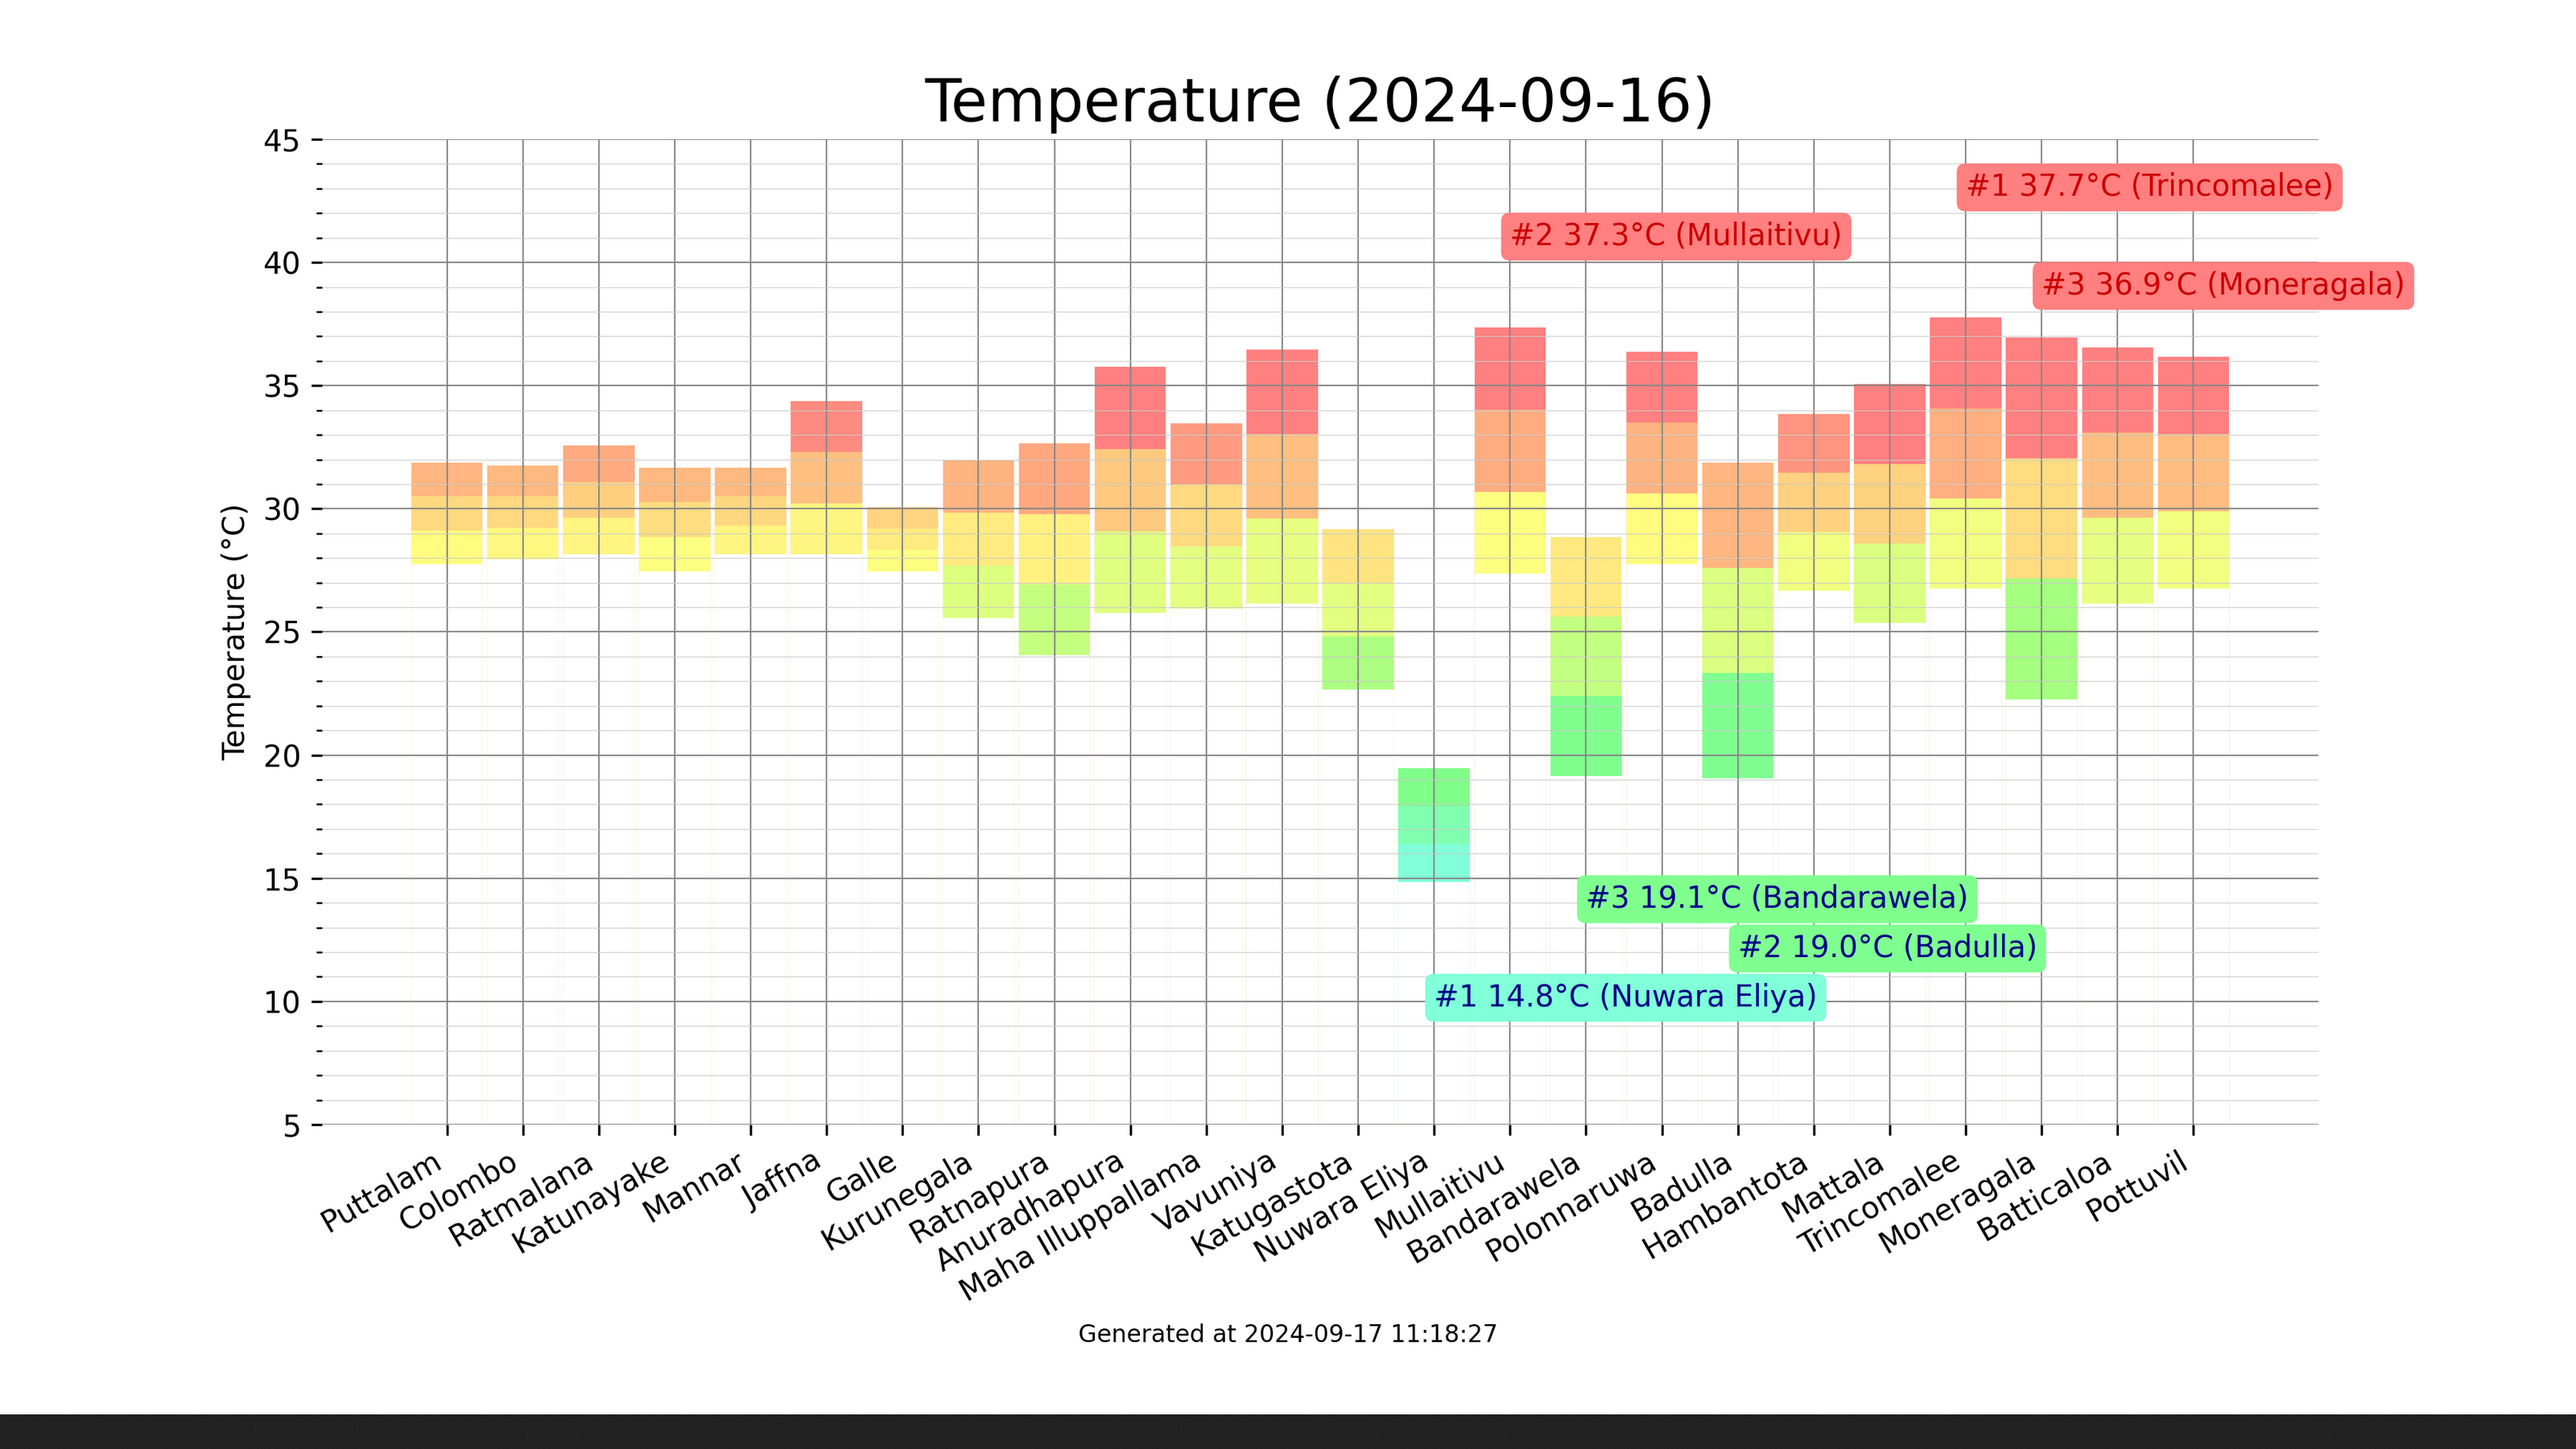 Temperature (2024-09-16)
45
40
35
30
25
20
15
10
5
Temperature (°C)
#1 37.7°C (Trincomalee)
#2 37.3°C (Mullaitivu)
#3 36.9°C (Moneragala)
#3 19.1°C (Bandarawela)
#2 19.0°C (Badulla)
#1 14.8°C (Nuwara Eliya)
Puttalam
Colombo
Ratmalana
Katunayake
Mannar
Jaffna
Galle
Kurunegala
Ratnapura
Anuradhapura
Maha Illuppallama
Vavuniya
Katugastota
Nuwara Eliya
Mullaitivu
Bandarawela
Polonnaruwa
Badulla
Hambantota
Mattala
Trincomalee
Moneragala
Batticaloa
Pottuvil
Generated at 2024-09-17 11:18:27